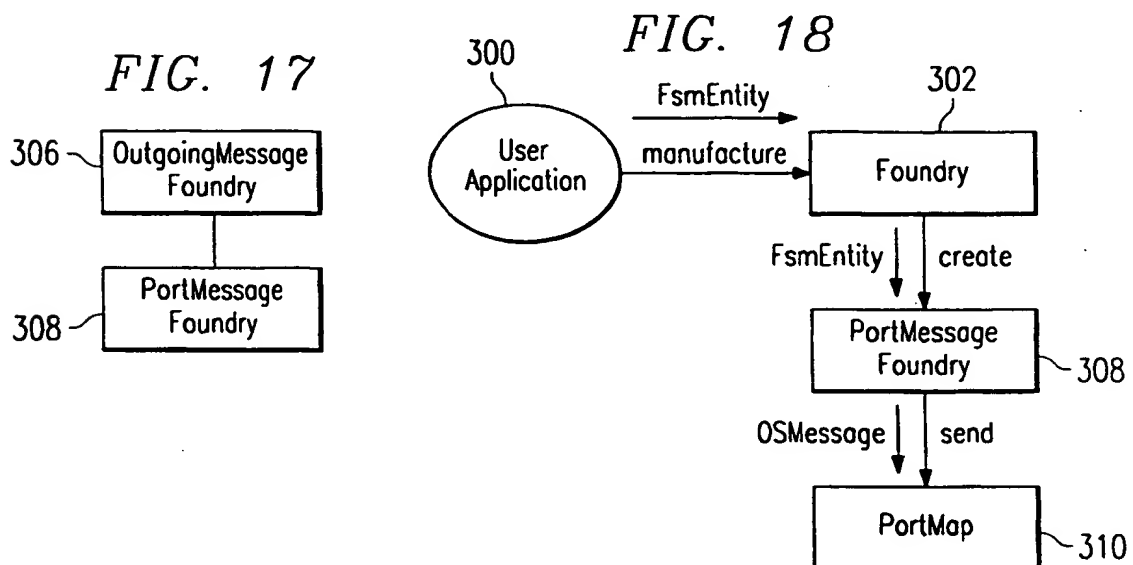 FIG. 17
306
OutgoingMessage
Foundry
PortMessage
Foundry
308
FIG. 18
300
User
Application
FsmEntity
manufacture
302
Foundry
FsmEntity
create
PortMessage
Foundry
308
OSMessage
send
PortMap
310